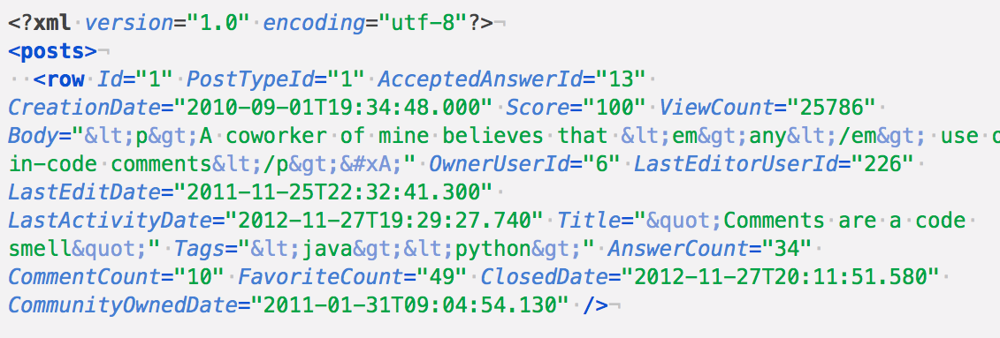 <?xml version="1.0" encoding="utf-8"?>
<posts>
<row Id="1" PostTypeId="1" AcceptedAnswerId="13"
CreationDate="2010-09-01T19:34:48.000" Score="100" ViewCount="25786"
Body="&lt;p&gt;A coworker of mine believes that &lt;em&gt;any&lt;/em&gt; use
in-code comments&lt;/p&gt;&#xA;" OwnerUserId="6" LastEditorUserId="226"
LastEditDate="2011-11-25T22:32:41.300"
LastActivityDate="2012-11-27T19:29:27.740" Title="&quot;Comments are a code
smell&quot;" Tags="&lt;java&gt;&lt;python&gt;" AnswerCount="34"
CommentCount="10" FavoriteCount="49" ClosedDate="2012-11-27T20:11:51.580"
CommunityOwnedDate="2011-01-31T09:04:54.130" />